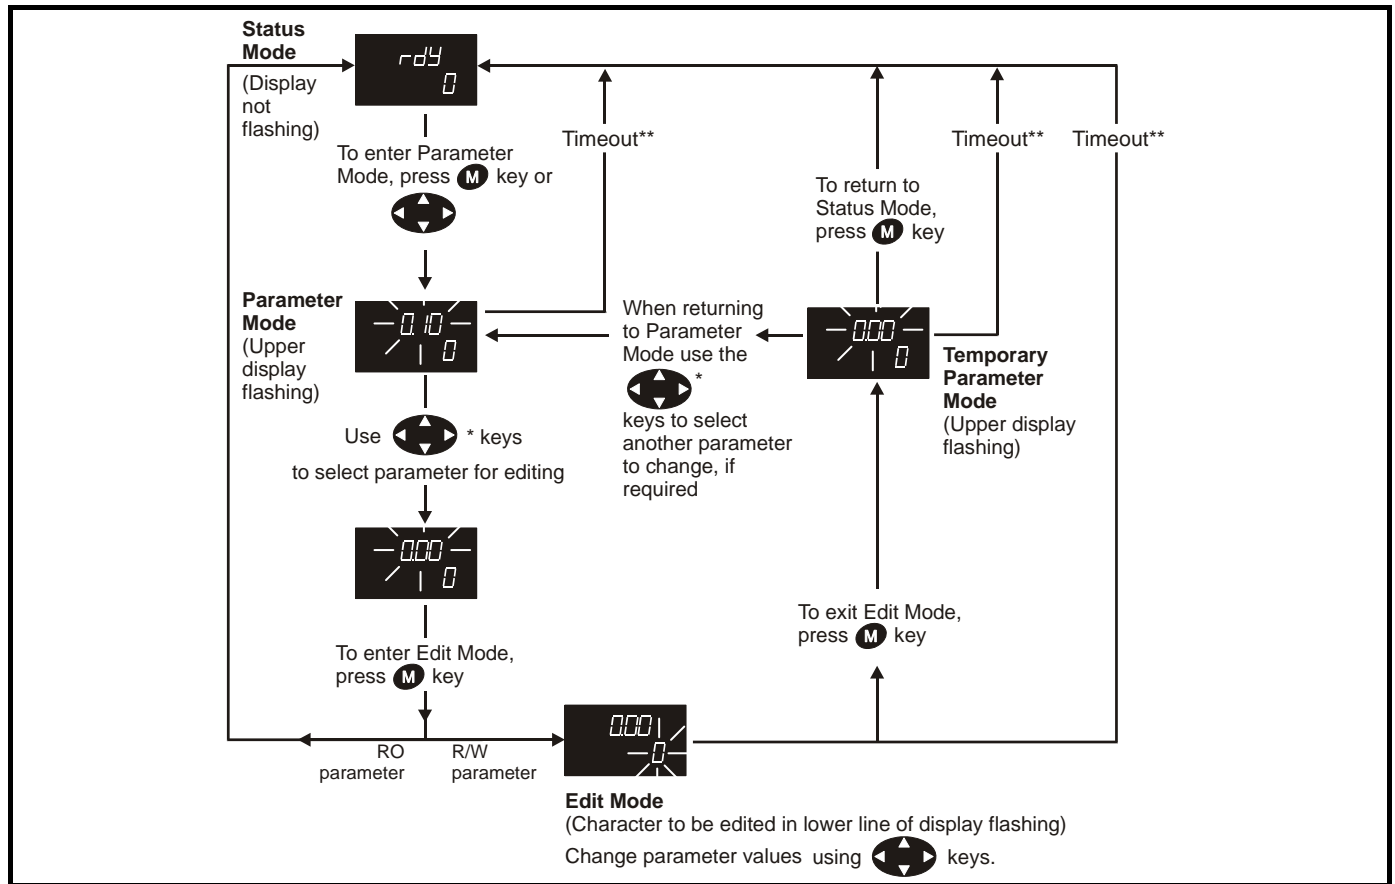 Status
Mode
(Display
not
flashing)
rdY
0
To enter Parameter
Mode, press M key or
Timeout**
Timeout**
Timeout**
To return to
Status Mode,
press M key
Parameter
Mode
(Upper
display
flashing)
0.10
0
When returning
to Parameter
Mode use the
*
keys to select
another parameter
to change, if
required
0.00
0
Temporary
Parameter
Mode
(Upper display
flashing)
Use * keys
to select parameter for editing
0.00
0
To enter Edit Mode,
press M key
To exit Edit Mode,
press M key
RO
parameter
R/W
parameter
0.00
0
Edit Mode
(Character to be edited in lower line of display flashing)
Change parameter values using keys.